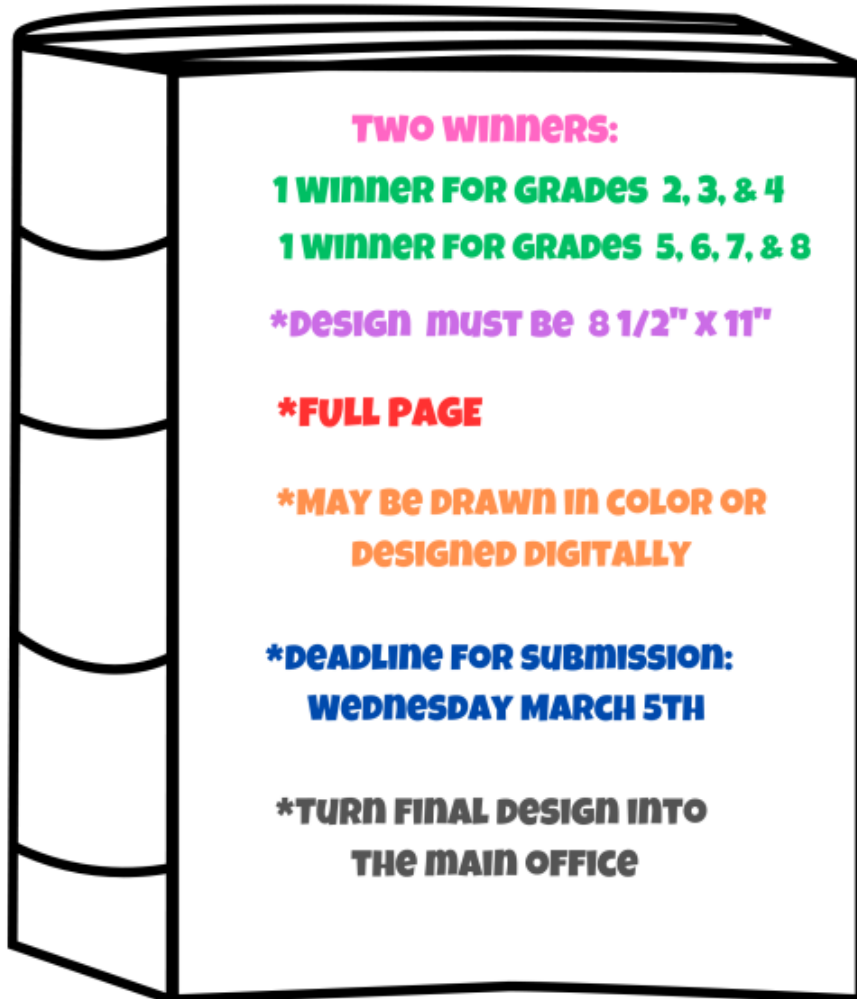 TWO WINNERS:
1 WINNER FOR GRADES 2, 3, & 4
1 WINNER FOR GRADES 5, 6, 7, & 8
*DESIGN MUST BE 8 1/2" X 11"
*FULL PAGE
*MAY BE DRAWN IN COLOR OR
DESIGNED DIGITALLY
*DEADLINE FOR SUBMISSION:
WEDNESDAY MARCH 5TH
*TURN FINAL DESIGN INTO
THE MAIN OFFICE